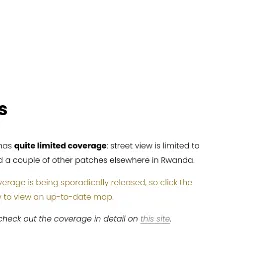 s
has quite limited coverage: street view is limited to
d a couple of other patches elsewhere in Rwanda.
verage is being sporadically released, so click the
to view an up-to-date map.
check out the coverage in detail on this site.